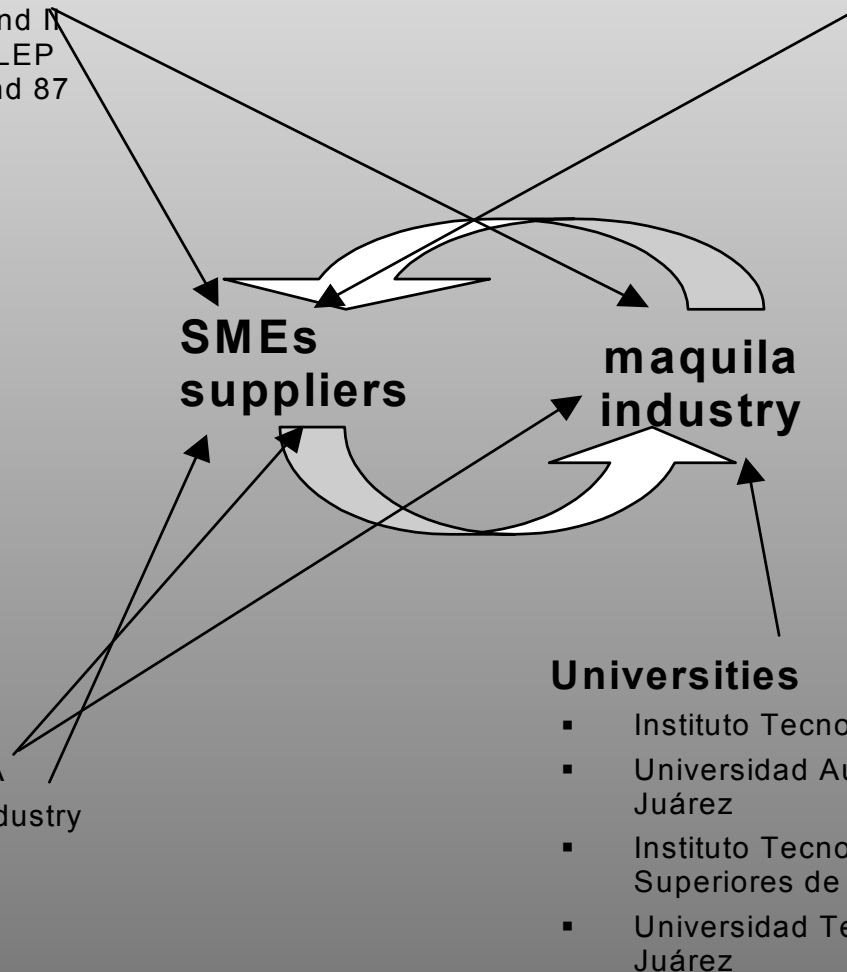 nd II
LEP
nd 87
SMEs
suppliers
maquila
industry
Universities
▪ Instituto Tecno
▪ Universidad Au
Juárez
▪ Instituto Tecno
Superiores de
▪ Universidad Te
Juárez
A
dustry